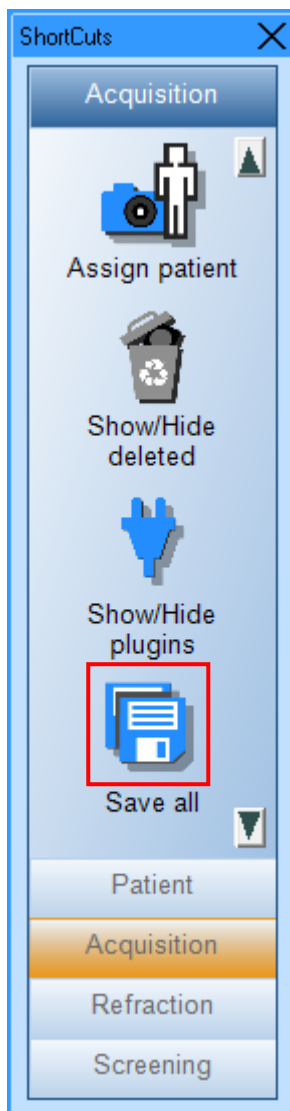 ShortCuts
Acquisition
Assign patient
Show/Hide
deleted
Show/Hide
plugins
Save all
Patient
Acquisition
Refraction
Screening